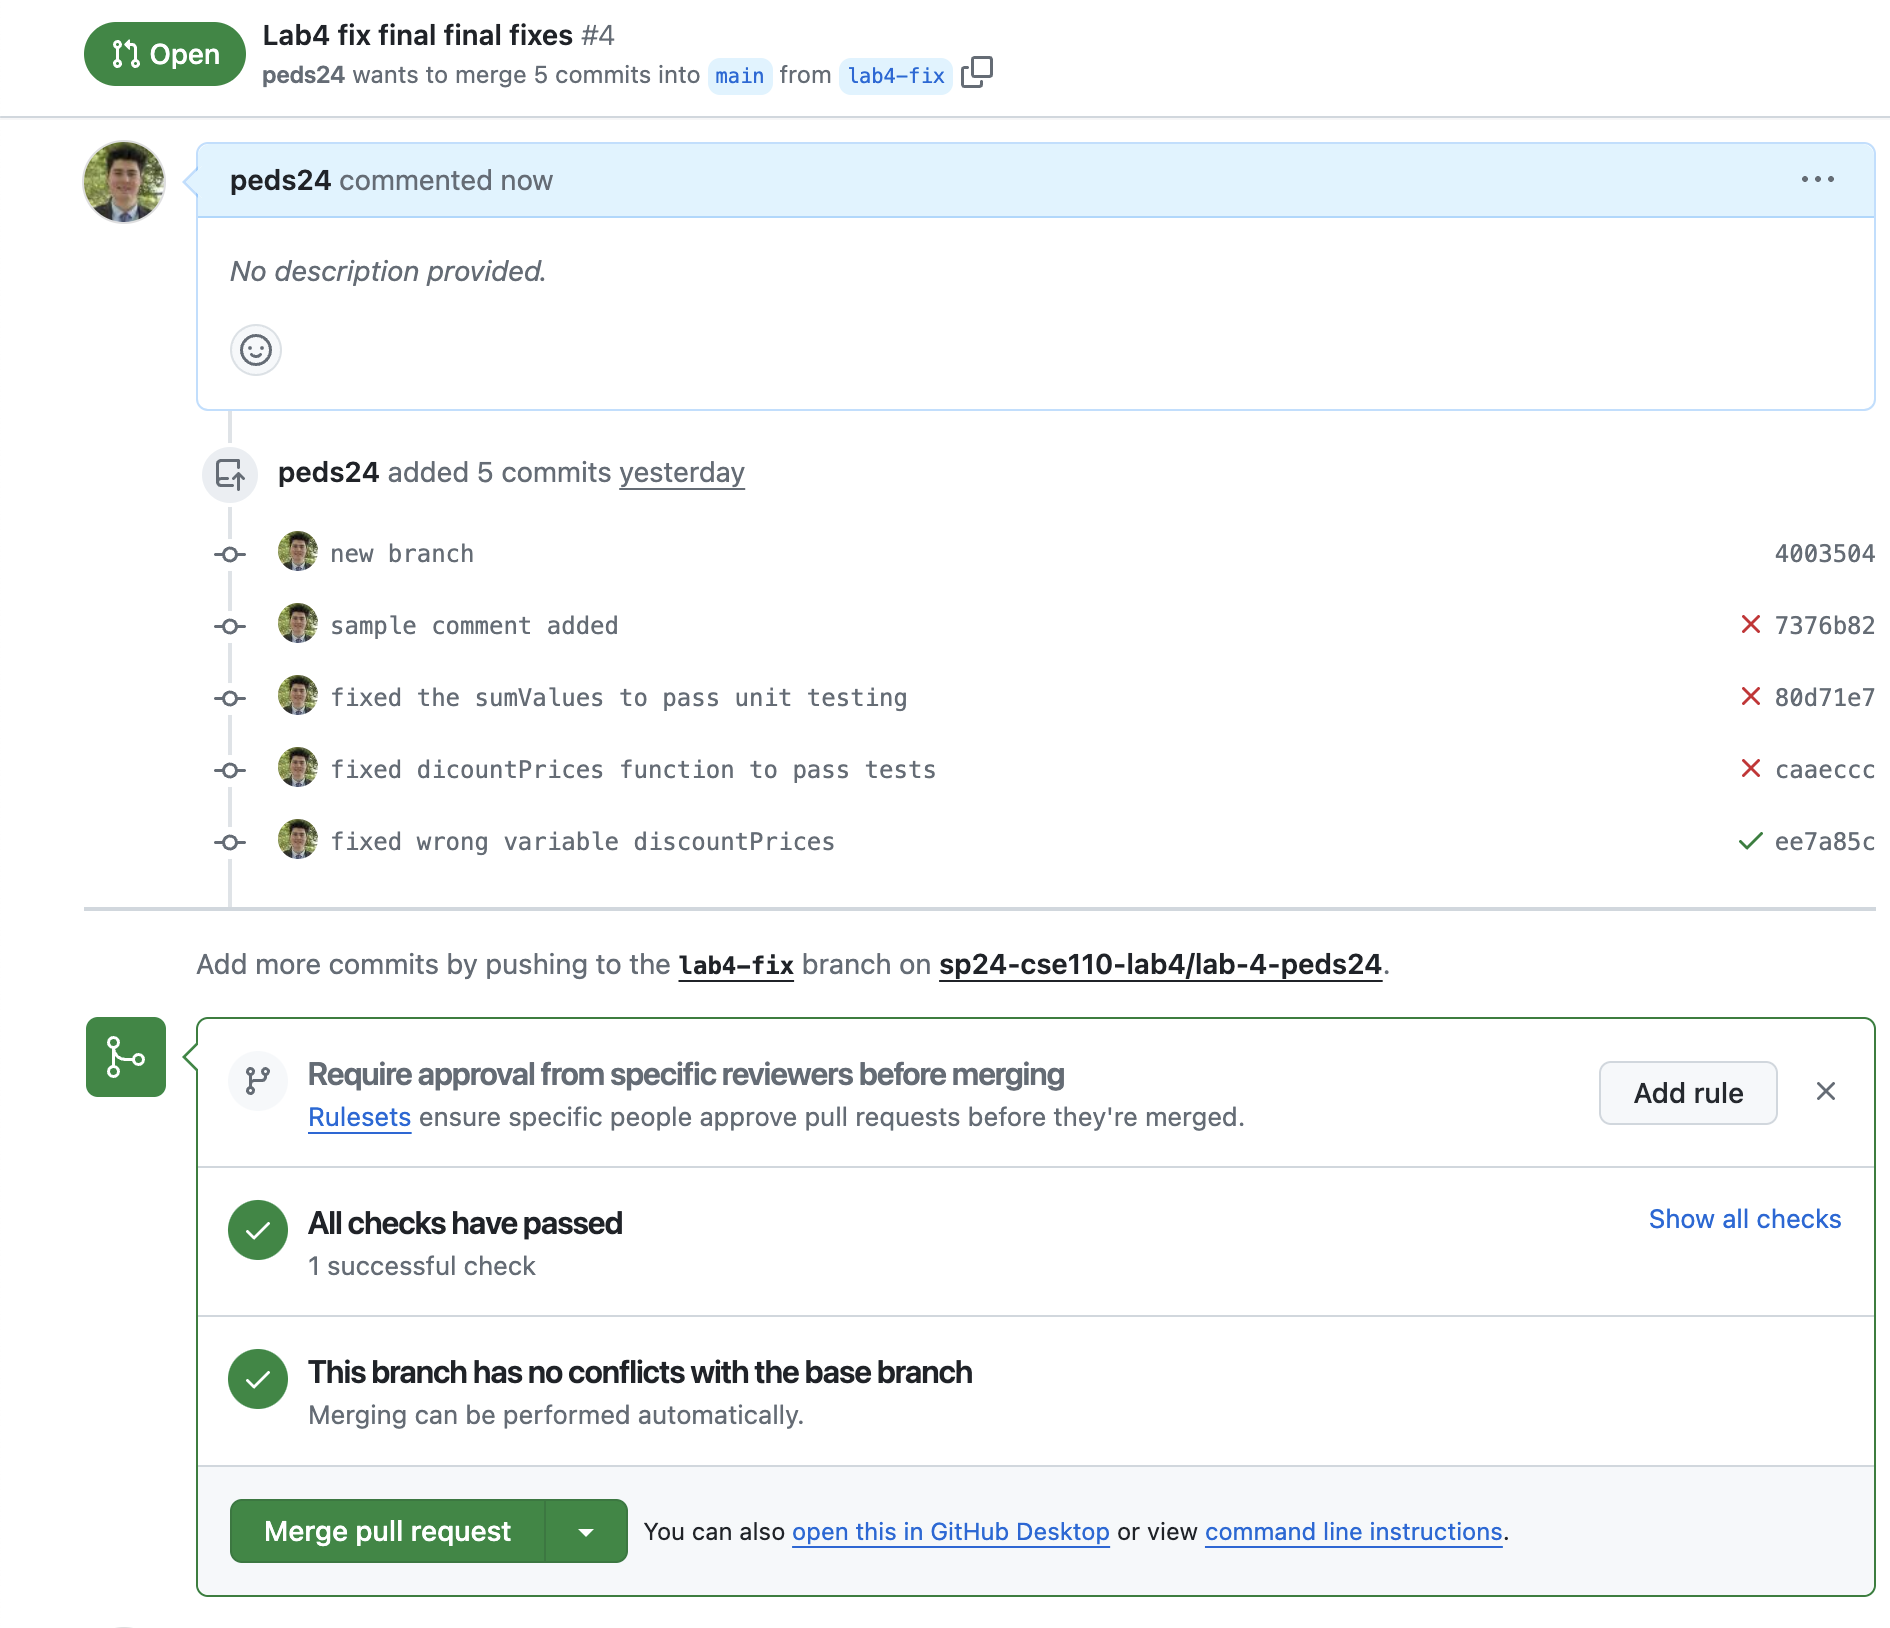 Open
Lab4 fix final final fixes #4
peds24 wants to merge 5 commits into main from lab4-fix
peds24 commented now
No description provided.
peds24 added 5 commits yesterday
new branch 4003504
sample comment added 7376b82
fixed the sumValues to pass unit testing 80d71e7
fixed dicountPrices function to pass tests caaeccc
fixed wrong variable discountPrices ee7a85c
Add more commits by pushing to the lab4-fix branch on sp24-cse110-lab4/lab-4-peds24.
Require approval from specific reviewers before merging
Rulesets ensure specific people approve pull requests before they're merged.
Add rule
All checks have passed
1 successful check
Show all checks
This branch has no conflicts with the base branch
Merging can be performed automatically.
Merge pull request You can also open this in GitHub Desktop or view command line instructions.